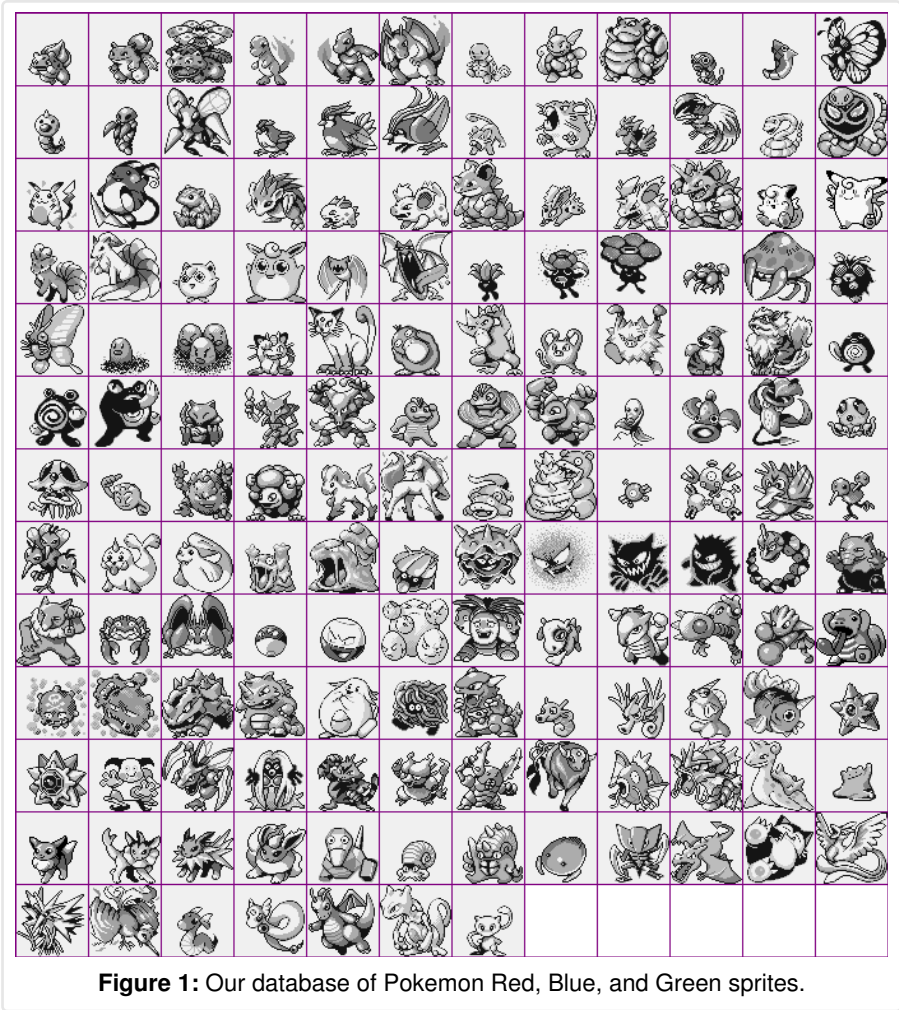 Figure 1: Our database of Pokemon Red, Blue, and Green sprites.